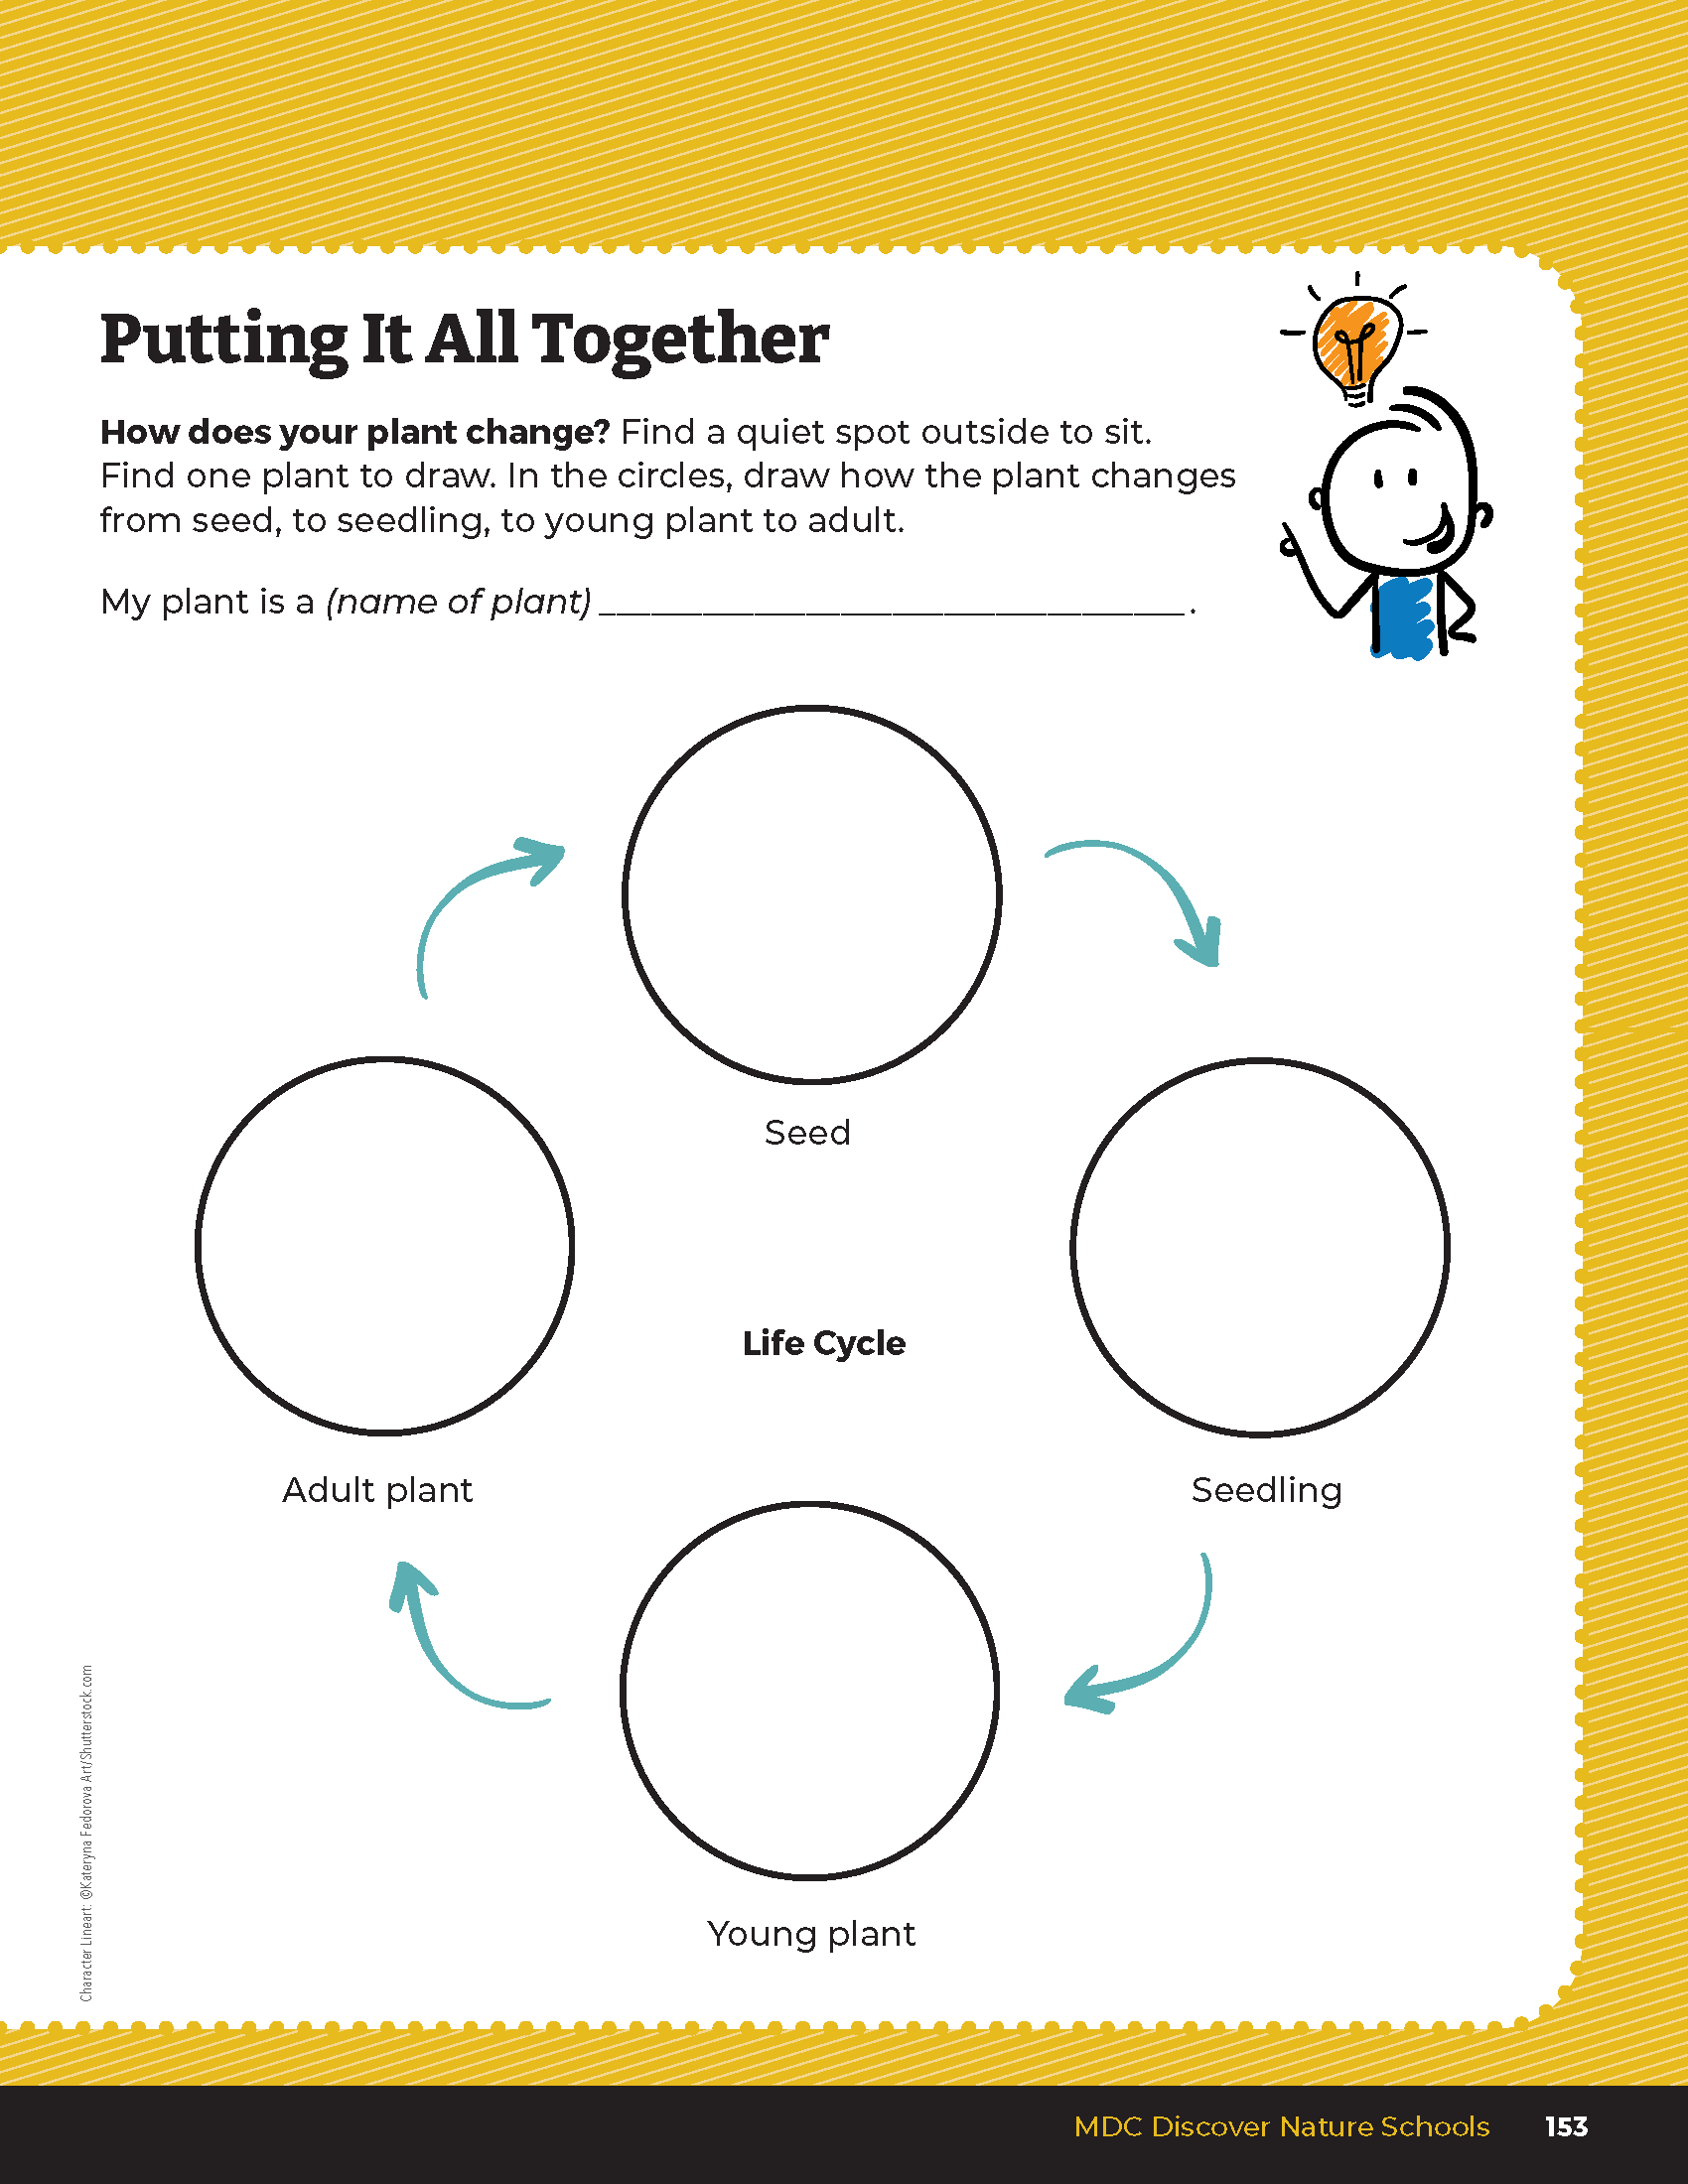 Putting It All Together
How does your plant change? Find a quiet spot outside to sit.
Find one plant to draw. In the circles, draw how the plant changes
from seed, to seedling, to young plant to adult.
My plant is a (name of plant) __________________________________.
Seed
Life Cycle
Adult plant
Seedling
Young plant
Character Lineart: ©Kateryna Fedorova Art/Shutterstock.com
MDC Discover Nature Schools 153